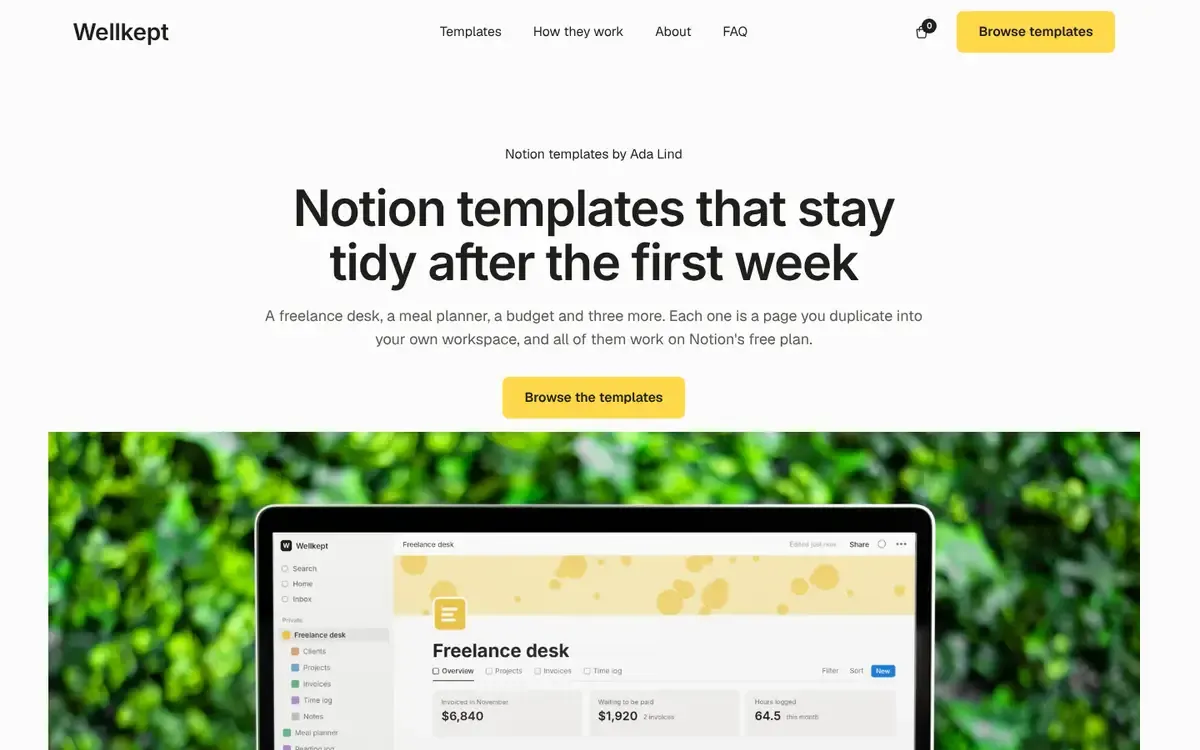 Wellkept
Templates How they work About FAQ
0
Browse templates
Notion templates by Ada Lind
Notion templates that stay
tidy after the first week
A freelance desk, a meal planner, a budget and three more. Each one is a page you duplicate into
your own workspace, and all of them work on Notion's free plan.
Browse the templates
W Wellkept
Freelance desk
Edited just now Share
Search
Home
Inbox
Private
Freelance desk
Clients
Projects
Invoices
Time log
Notes
Meal planner
Reading log
Freelance desk
Overview Projects Invoices Time log
Filter Sort New
Invoiced in November
$6,840
Waiting to be paid
$1,920 2 invoices
Hours logged
64.5 this month